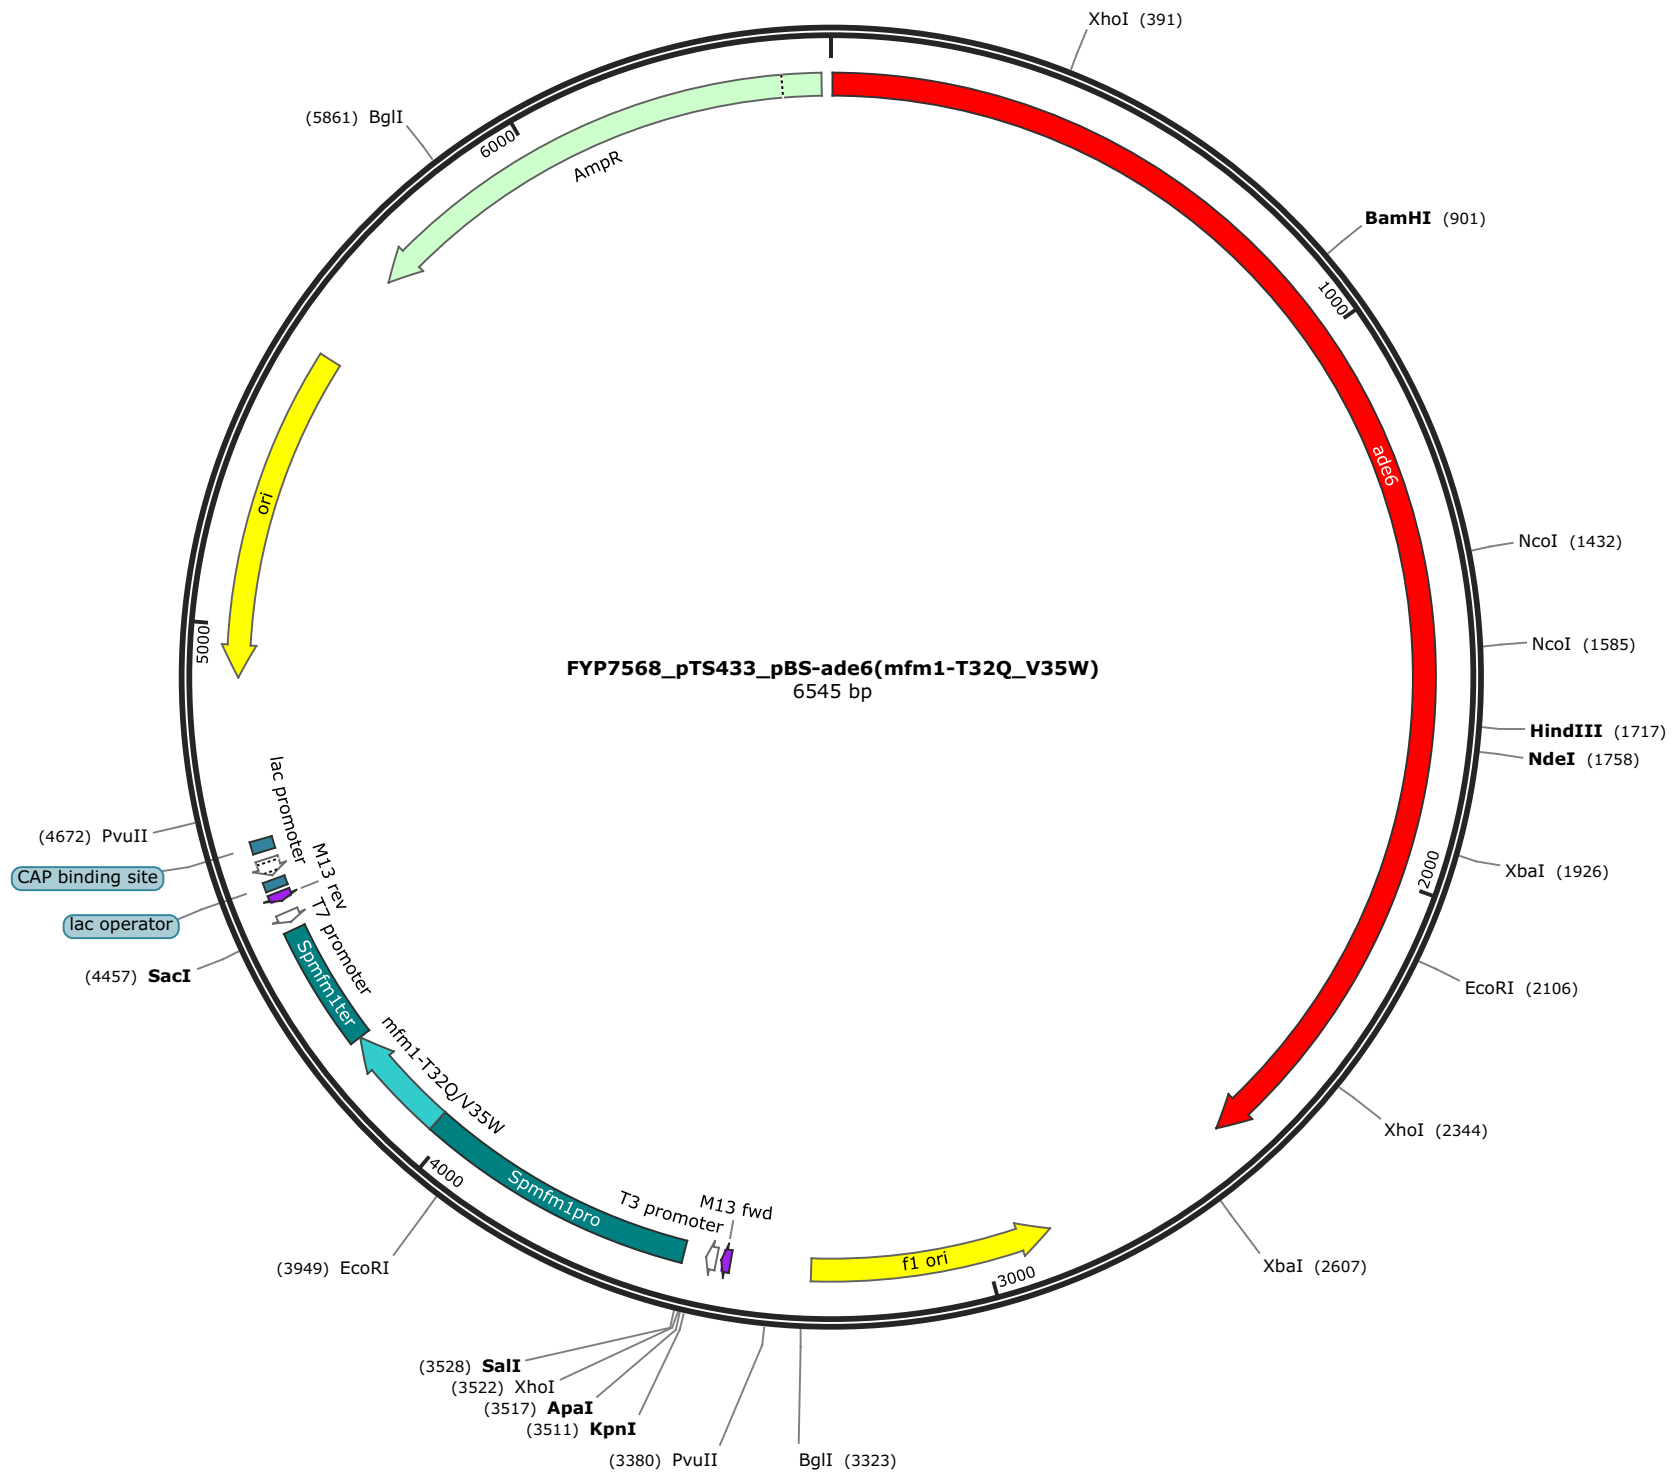 XhoI (391)
(5861) BglI
6000
AmpR
BamHI (901)
1000
ade6
ori
NcoI (1432)
5000
NcoI (1585)
FYP7568_pTS433_pBS-ade6(mfm1-T32Q_V35W)
6545 bp
HindIII (1717)
NdeI (1758)
lac promoter
(4672) PvuII
M13 rev
CAP binding site
2000
XbaI (1926)
T7 promoter
lac operator
(4457) SacI
Spmfm1ter
EcoRI (2106)
mfm1-T32Q/V35W
XhoI (2344)
4000
Spmfm1pro
T3 promoter
M13 fwd
f1 ori
3000
(3949) EcoRI
XbaI (2607)
(3528) SalI
(3522) XhoI
(3517) ApaI
(3511) KpnI
(3380) PvuII
BglI (3323)